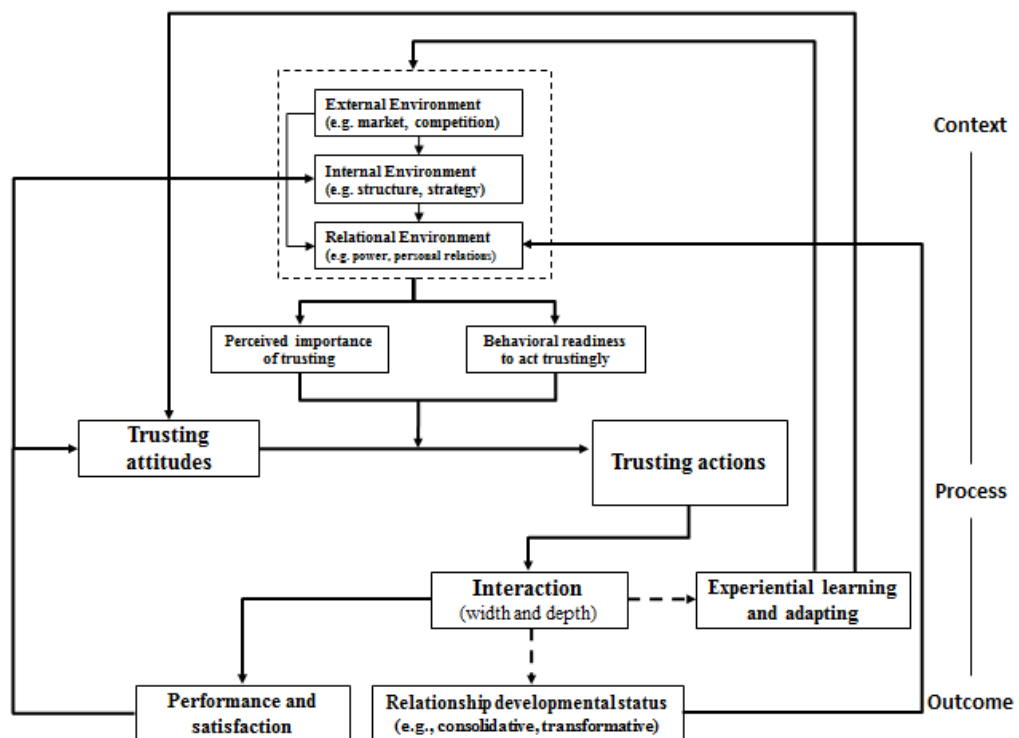 External Environment
(e.g. market, competition)
Context
Internal Environment
(e.g. structure, strategy)
Relational Environment
(e.g. power, personal relations)
Perceived importance
of trusting
Behavioral readiness
to act trustingly
Trusting
attitudes
Trusting actions
Process
Interaction
(width and depth)
Experiential learning
and adapting
Performance and
satisfaction
Relationship developmental status
(e.g., consolidative, transformative)
Outcome